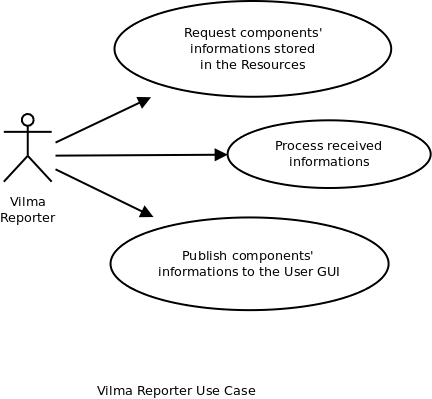 Request components'
informations stored
in the Resources
Process received
informations
Vilma
Reporter
Publish components'
informations to the User GUI
Vilma Reporter Use Case